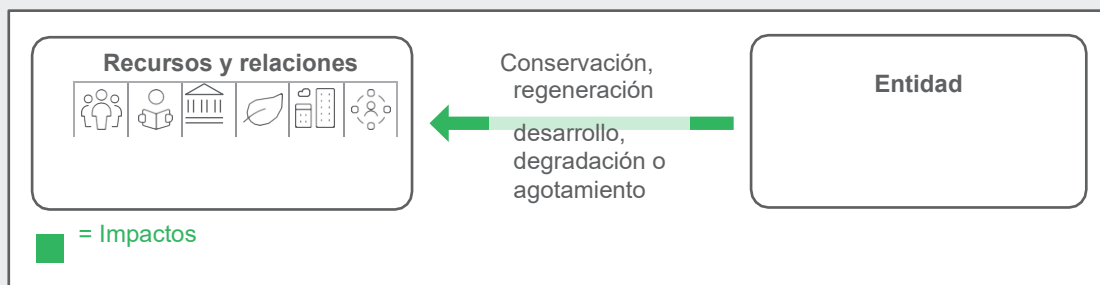 Recursos y relaciones
Conservación,
regeneración
desarrollo,
degradación o
agotamiento
Entidad
= Impactos